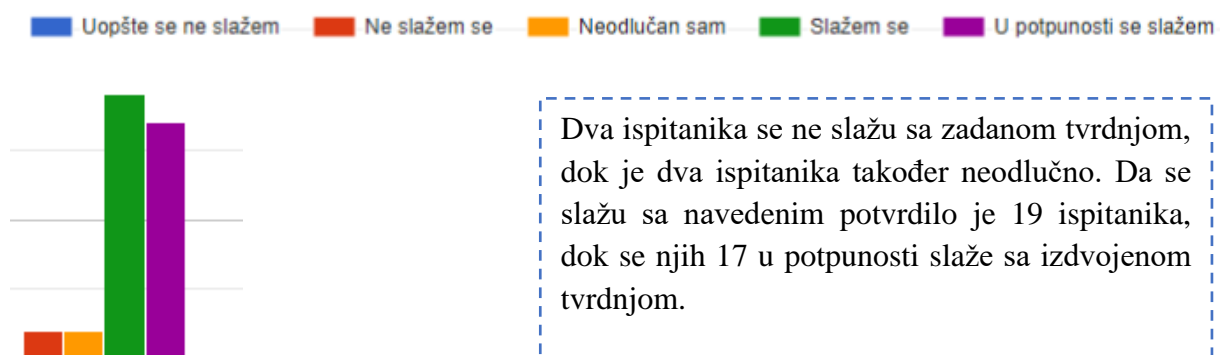 Uopšte se ne slažem Ne slažem se Neodlučan sam Slažem se U potpunosti se slažem
Dva ispitanika se ne slažu sa zadanom tvrdnjom,
dok je dva ispitanika također neodlučno. Da se
slažu sa navedenim potvrdilo je 19 ispitanika,
dok se njih 17 u potpunosti slaže sa izdvojenom
tvrdnjom.